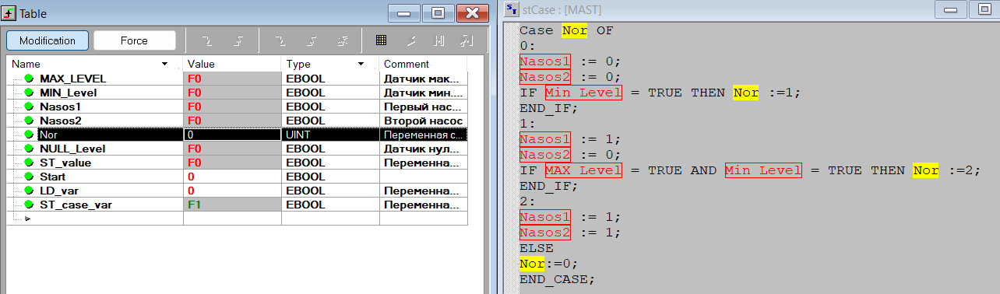 Table
Modification Force
Name Value Type Comment
MAX_LEVEL F0 EBOOL Датчик мак...
MIN_Level F0 EBOOL Датчик мин....
Nasos1 F0 EBOOL Первый нас...
Nasos2 F0 EBOOL Второй насос
Nor 0 UINT Переменная с...
NULL_Level F0 EBOOL Датчик нул...
ST_value F0 EBOOL Переменна...
Start 0 EBOOL
LD_var 0 EBOOL Переменна...
ST_case_var F1 EBOOL Переменна...
stCase : [MAST]
Case Nor OF
0:
Nasos1 := 0;
Nasos2 := 0;
IF Min_Level = TRUE THEN Nor :=1;
END_IF;
1:
Nasos1 := 1;
Nasos2 := 0;
IF MAX_Level = TRUE AND Min_Level = TRUE THEN Nor :=2;
END_IF;
2:
Nasos1 := 1;
Nasos2 := 1;
ELSE
Nor:=0;
END_CASE;